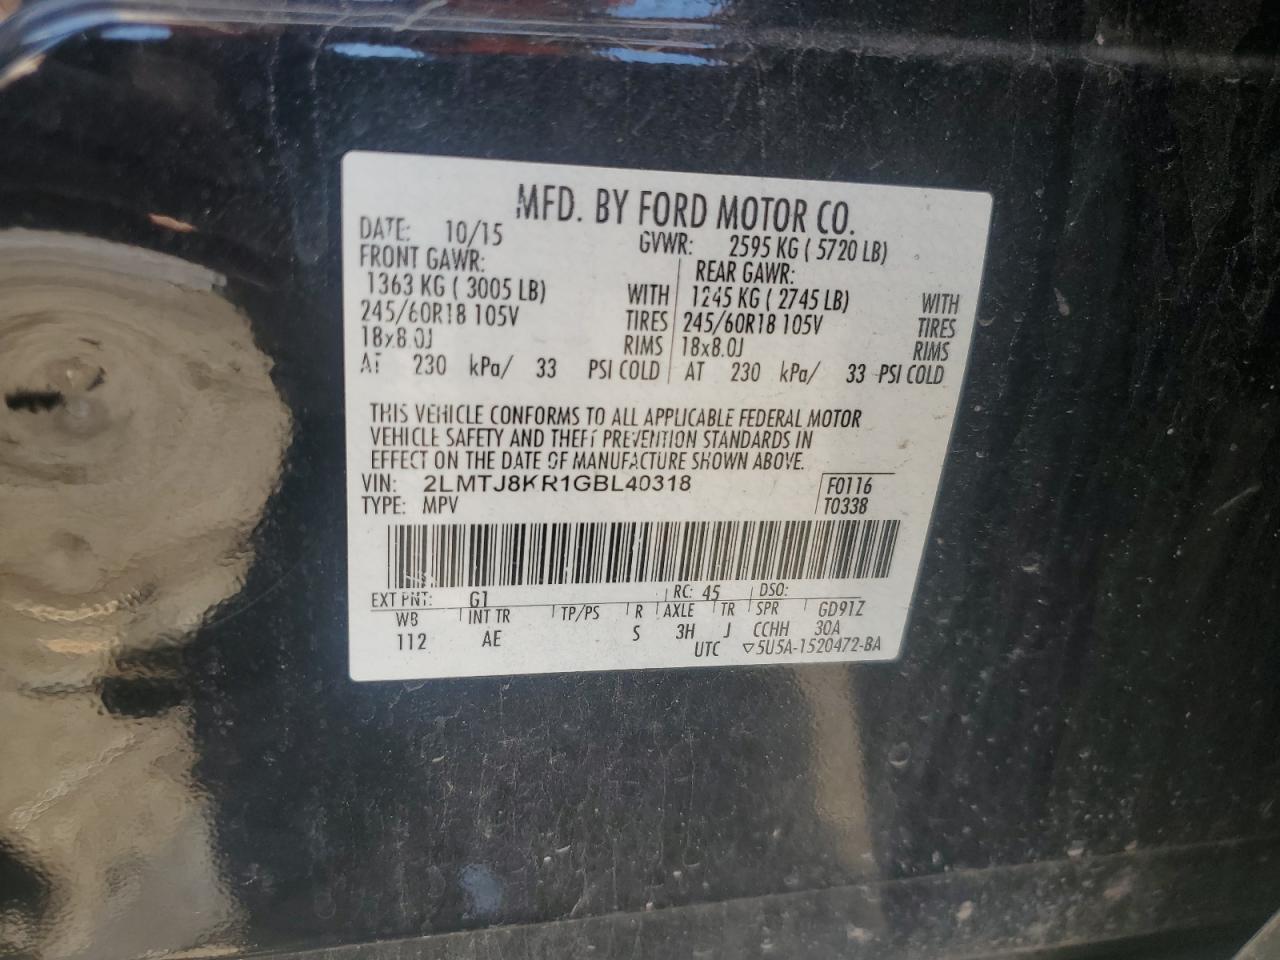 MFD. BY FORD MOTOR CO.
DATE: 10/15 GVWR: 2595 KG ( 5720 LB)
FRONT GAWR: REAR GAWR:
1363 KG ( 3005 LB) WITH 1245 KG ( 2745 LB) WITH
245/60R18 105V TIRES 245/60R18 105V TIRES
18x8.0J RIMS 18x8.0J RIMS
AT 230 kPa/ 33 PSI COLD AT 230 kPa/ 33 PSI COLD
THIS VEHICLE CONFORMS TO ALL APPLICABLE FEDERAL MOTOR
VEHICLE SAFETY AND THEFT PREVENTION STANDARDS IN
EFFECT ON THE DATE OF MANUFACTURE SHOWN ABOVE.
VIN: 2LMTJ8KR1GBL40318 F0116
TYPE: MPV T0338
EXT PNT: G1 RC: 45 DSO:
WB INT TR TP/PS R AXLE TR SPR GD91Z
112 AE S 3H J CCHH 30A
UTC ▽5U5A-1520472-BA